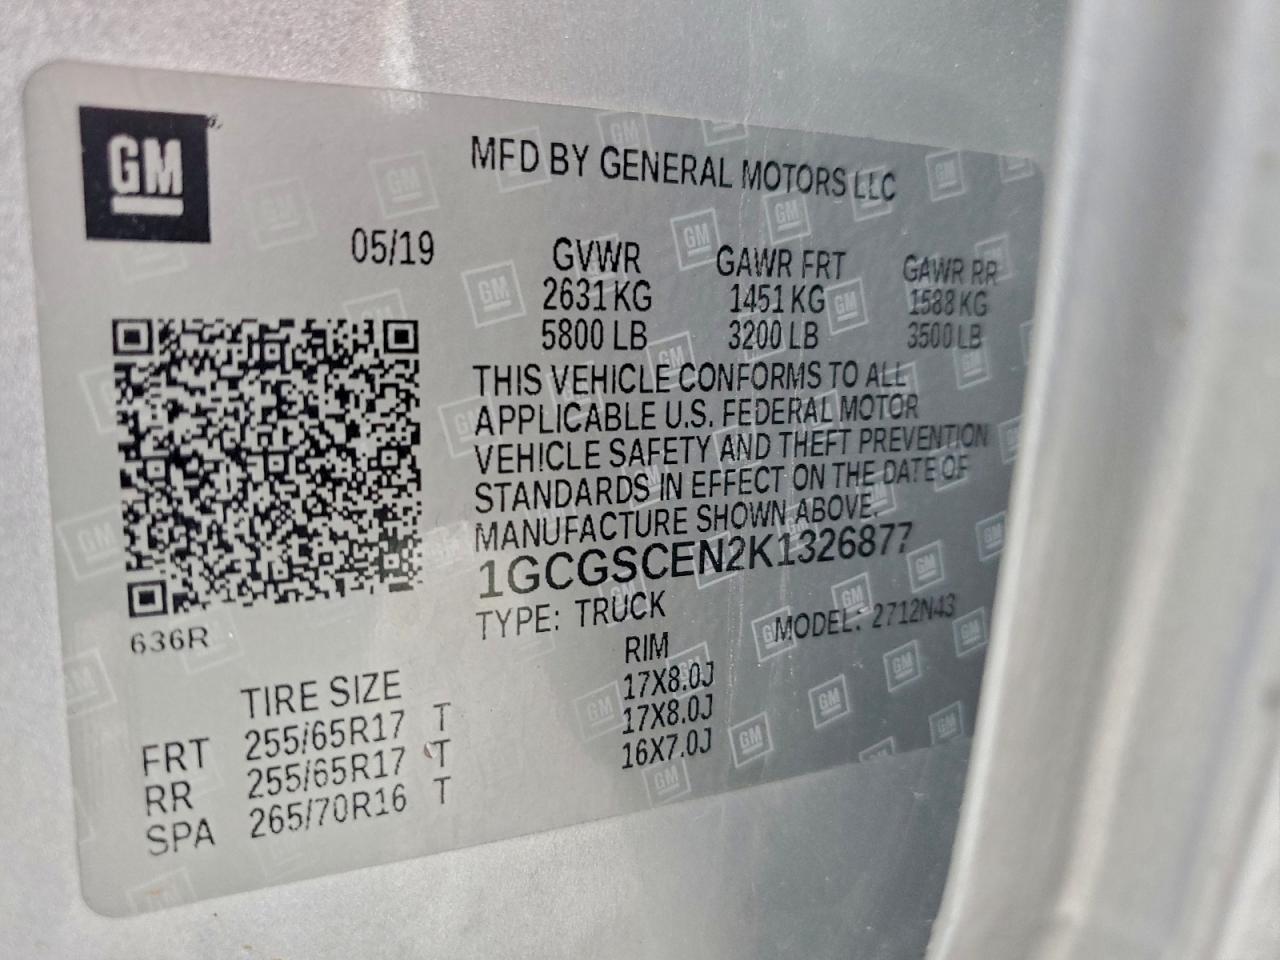 GM
MFD BY GENERAL MOTORS LLC
05/19
GVWR GAWR FRT GAWR RR
2631 KG 1451 KG 1588 KG
5800 LB 3200 LB 3500 LB
THIS VEHICLE CONFORMS TO ALL
APPLICABLE U.S. FEDERAL MOTOR
VEHICLE SAFETY AND THEFT PREVENTION
STANDARDS IN EFFECT ON THE DATE OF
MANUFACTURE SHOWN ABOVE.
1GCGSCEN2K1326877
TYPE: TRUCK MODEL: 2712N43
636R
TIRE SIZE RIM
FRT 255/65R17 T 17X8.0J
RR 255/65R17 T 17X8.0J
SPA 265/70R16 T 16X7.0J